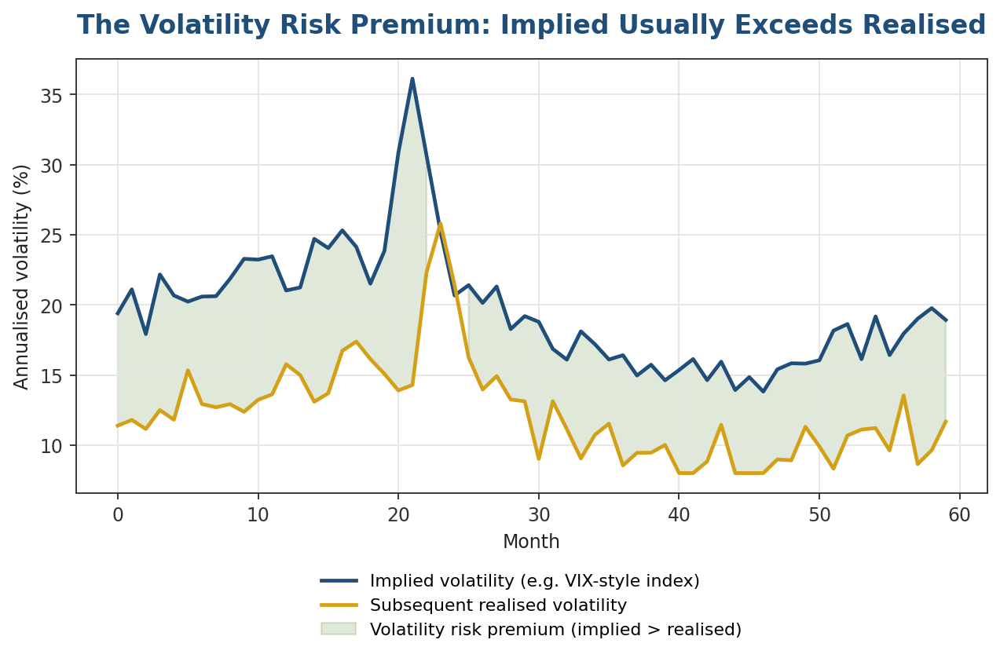 The Volatility Risk Premium: Implied Usually Exceeds Realised
Annualised volatility (%)
35
30
25
20
15
10
0 10 20 30 40 50 60
Month
Implied volatility (e.g. VIX-style index)
Subsequent realised volatility
Volatility risk premium (implied > realised)